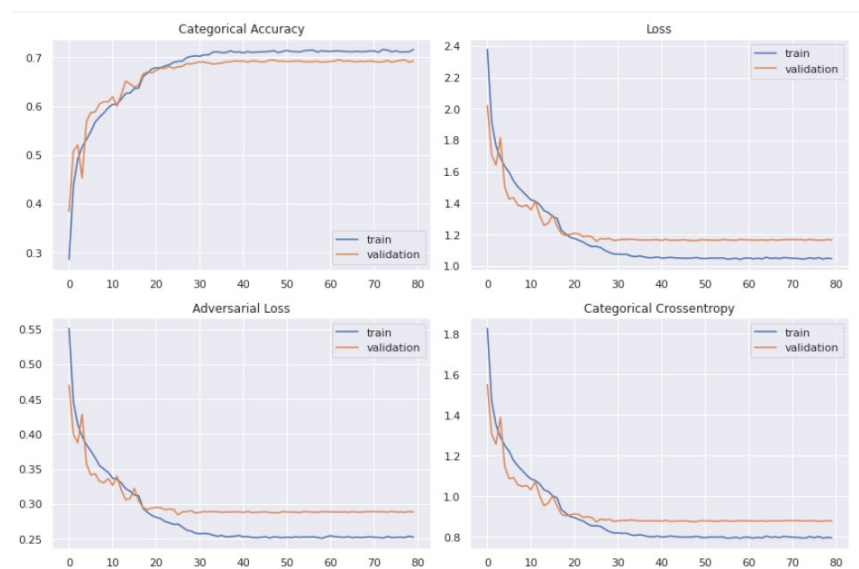 Categorical Accuracy
0.7
0.6
0.5
0.4
0.3
train
validation
0 10 20 30 40 50 60 70 80
Loss
2.4
2.2
2.0
1.8
1.6
1.4
1.2
1.0
train
validation
0 10 20 30 40 50 60 70 80
Adversarial Loss
0.55
0.50
0.45
0.40
0.35
0.30
0.25
train
validation
0 10 20 30 40 50 60 70 80
Categorical Crossentropy
1.8
1.6
1.4
1.2
1.0
0.8
train
validation
0 10 20 30 40 50 60 70 80